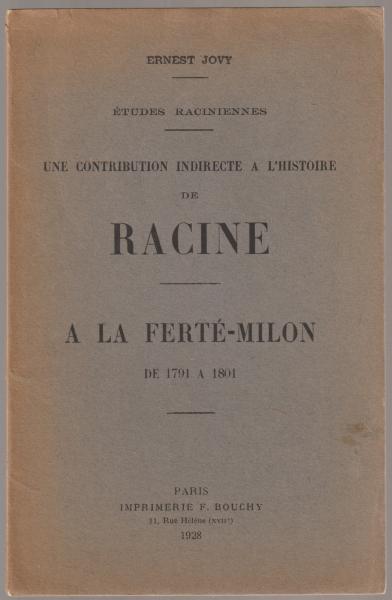 ERNEST JOVY
ÉTUDES RACINIENNES
UNE CONTRIBUTION INDIRECTE A L'HISTOIRE
DE
RACINE
A LA FERTÉ-MILON
DE 1791 A 1801
PARIS
IMPRIMERIE F. BOUCHY
11, Rue Hélène (XVIIᵉ)
1928